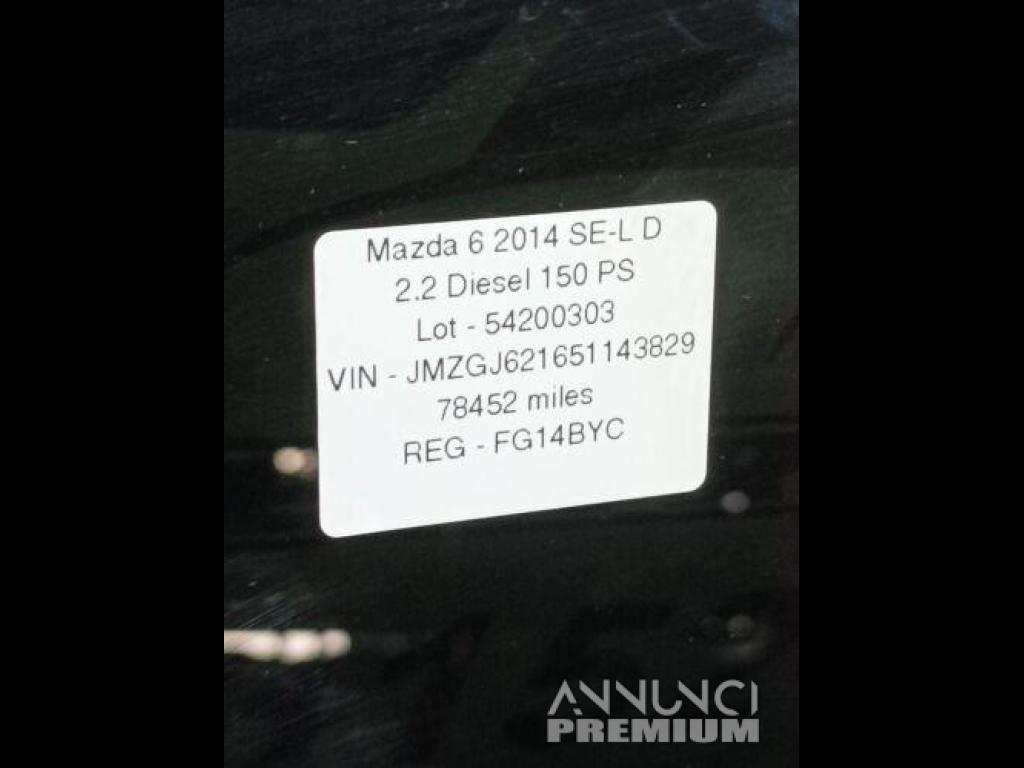 Mazda 6 2014 SE-L D
2.2 Diesel 150 PS
Lot - 54200303
VIN - JMZGJ621651143829
78452 miles
REG - FG14BYC
ANNUNCI
PREMIUM